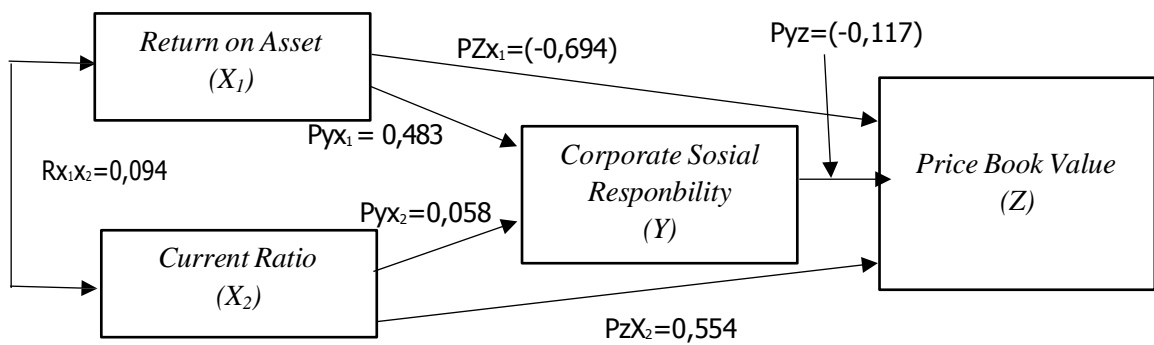 Return on Asset
(X₁)
PZx₁=(-0,694)
Pyz=(-0,117)
Pyx₁ = 0,483
Corporate Sosial
Responbility
(Y)
Price Book Value
(Z)
Rx₁x₂=0,094
Pyx₂=0,058
Current Ratio
(X₂)
PzX₂=0,554